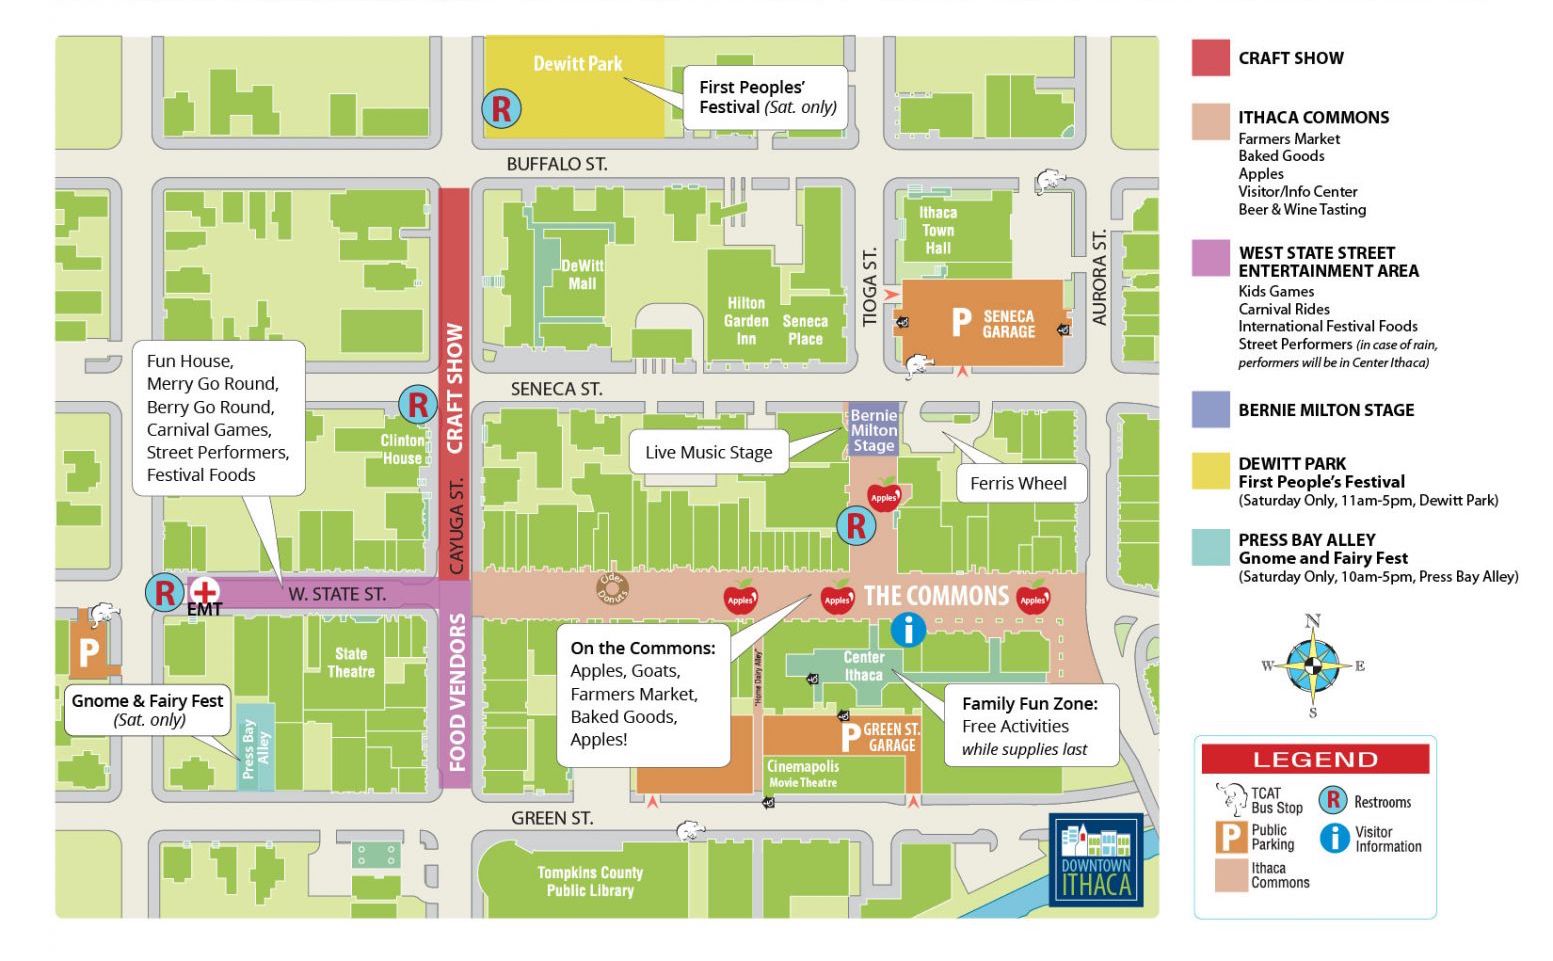 Dewitt Park
First Peoples’
Festival (Sat. only)
R
BUFFALO ST.
Ithaca
Town
Hall
TIOGA ST.
AURORA ST.
DeWitt
Mall
Hilton
Garden
Inn
Seneca
Place
P SENECA
GARAGE
CRAFT SHOW
Fun House,
Merry Go Round,
Berry Go Round,
Carnival Games,
Street Performers,
Festival Foods
SENECA ST.
R
Clinton
House
Bernie
Milton
Stage
Live Music Stage
Ferris Wheel
Apples
R
CAYUGA ST.
R
EMT
W. STATE ST.
Cider
Donuts
Apples
Apples
THE COMMONS
Apples
i
P
State
Theatre
FOOD VENDORS
On the Commons:
Apples, Goats,
Farmers Market,
Baked Goods,
Apples!
"Home Dairy Alley"
Center
Ithaca
Gnome & Fairy Fest
(Sat. only)
Press Bay
Alley
Family Fun Zone:
Free Activities
while supplies last
P GREEN ST.
GARAGE
Cinemapolis
Movie Theatre
GREEN ST.
Tompkins County
Public Library
DOWNTOWN
ITHACA
CRAFT SHOW
ITHACA COMMONS
Farmers Market
Baked Goods
Apples
Visitor/Info Center
Beer & Wine Tasting
WEST STATE STREET
ENTERTAINMENT AREA
Kids Games
Carnival Rides
International Festival Foods
Street Performers (in case of rain,
performers will be in Center Ithaca)
BERNIE MILTON STAGE
DEWITT PARK
First People’s Festival
(Saturday Only, 11am-5pm, Dewitt Park)
PRESS BAY ALLEY
Gnome and Fairy Fest
(Saturday Only, 10am-5pm, Press Bay Alley)
N
W E
S
LEGEND
TCAT
Bus Stop
R Restrooms
P Public
Parking
i Visitor
Information
Ithaca
Commons